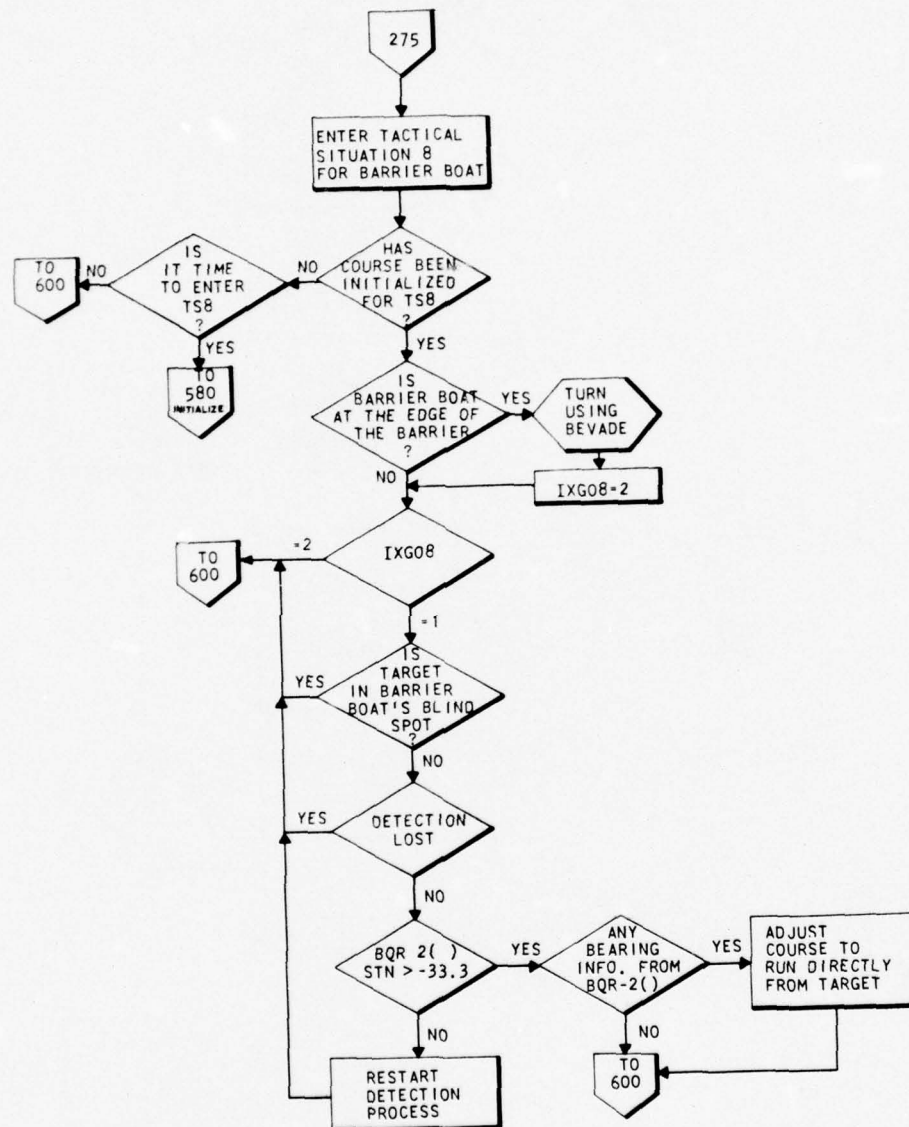 275
ENTER TACTICAL
SITUATION 8
FOR BARRIER BOAT
HAS
COURSE BEEN
INITIALIZED
FOR TS8
?
NO
IS
IT TIME
TO ENTER
TS8
?
NO
TO
600
YES
TO
580
INITIALIZE
YES
IS
BARRIER BOAT
AT THE EDGE OF
THE BARRIER
?
YES
TURN
USING
BEVADE
IXGO8=2
NO
IXGO8
=2
TO
600
=1
IS
TARGET
IN BARRIER
BOAT'S BLIND
SPOT
?
YES
NO
DETECTION
LOST
YES
NO
BQR 2( )
STN > -33.3
YES
ANY
BEARING
INFO. FROM
BQR-2()
YES
ADJUST
COURSE TO
RUN DIRECTLY
FROM TARGET
NO
TO
600
NO
RESTART
DETECTION
PROCESS